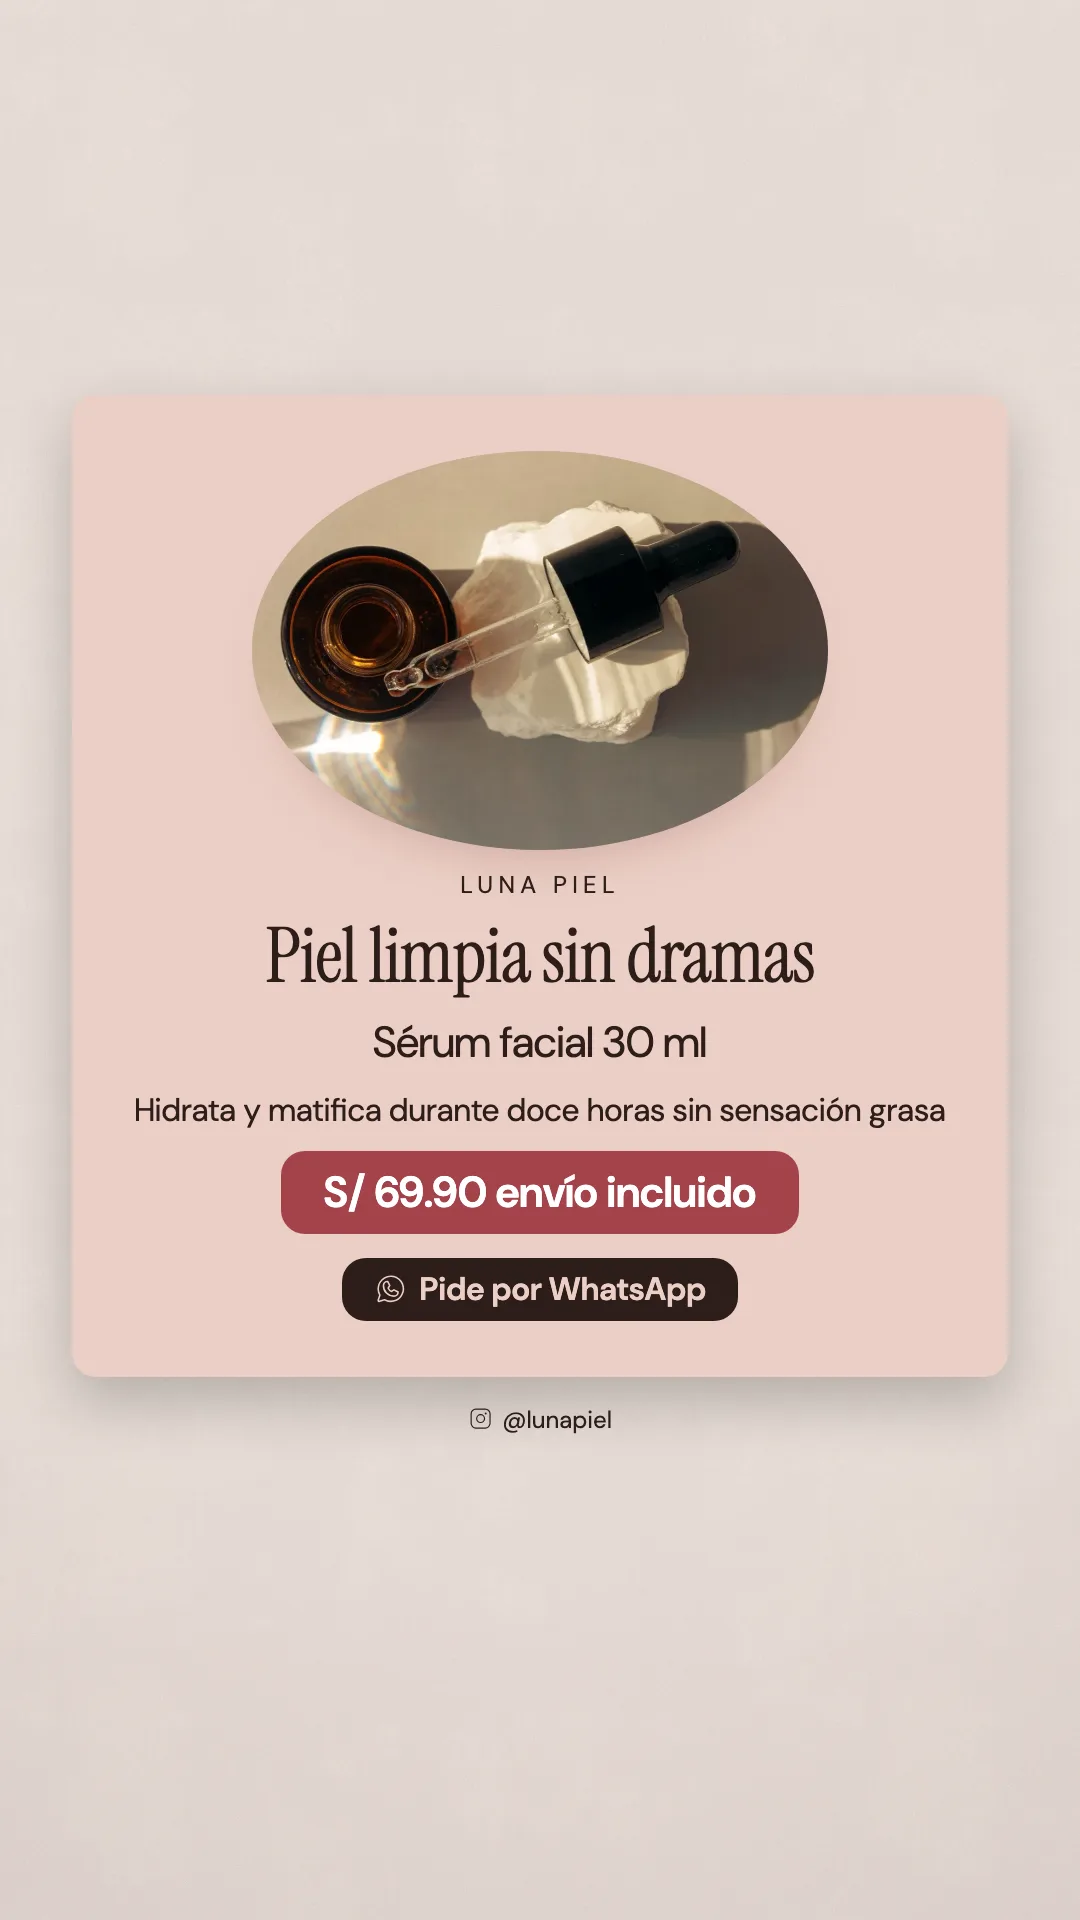 LUNA PIEL
Piel limpia sin dramas
Sérum facial 30 ml
Hidrata y matifica durante doce horas sin sensación grasa
S/ 69.90 envío incluido
Pide por WhatsApp
@lunapiel